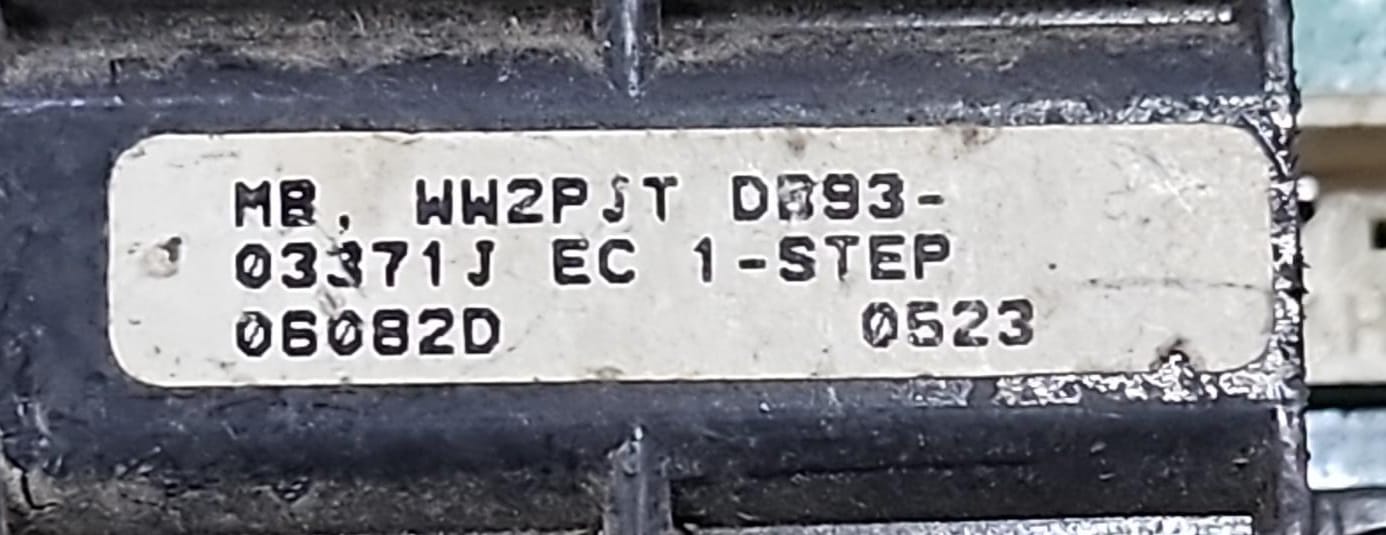 MB, WW2PJT DB93-
03371J EC 1-STEP
06082D 0523